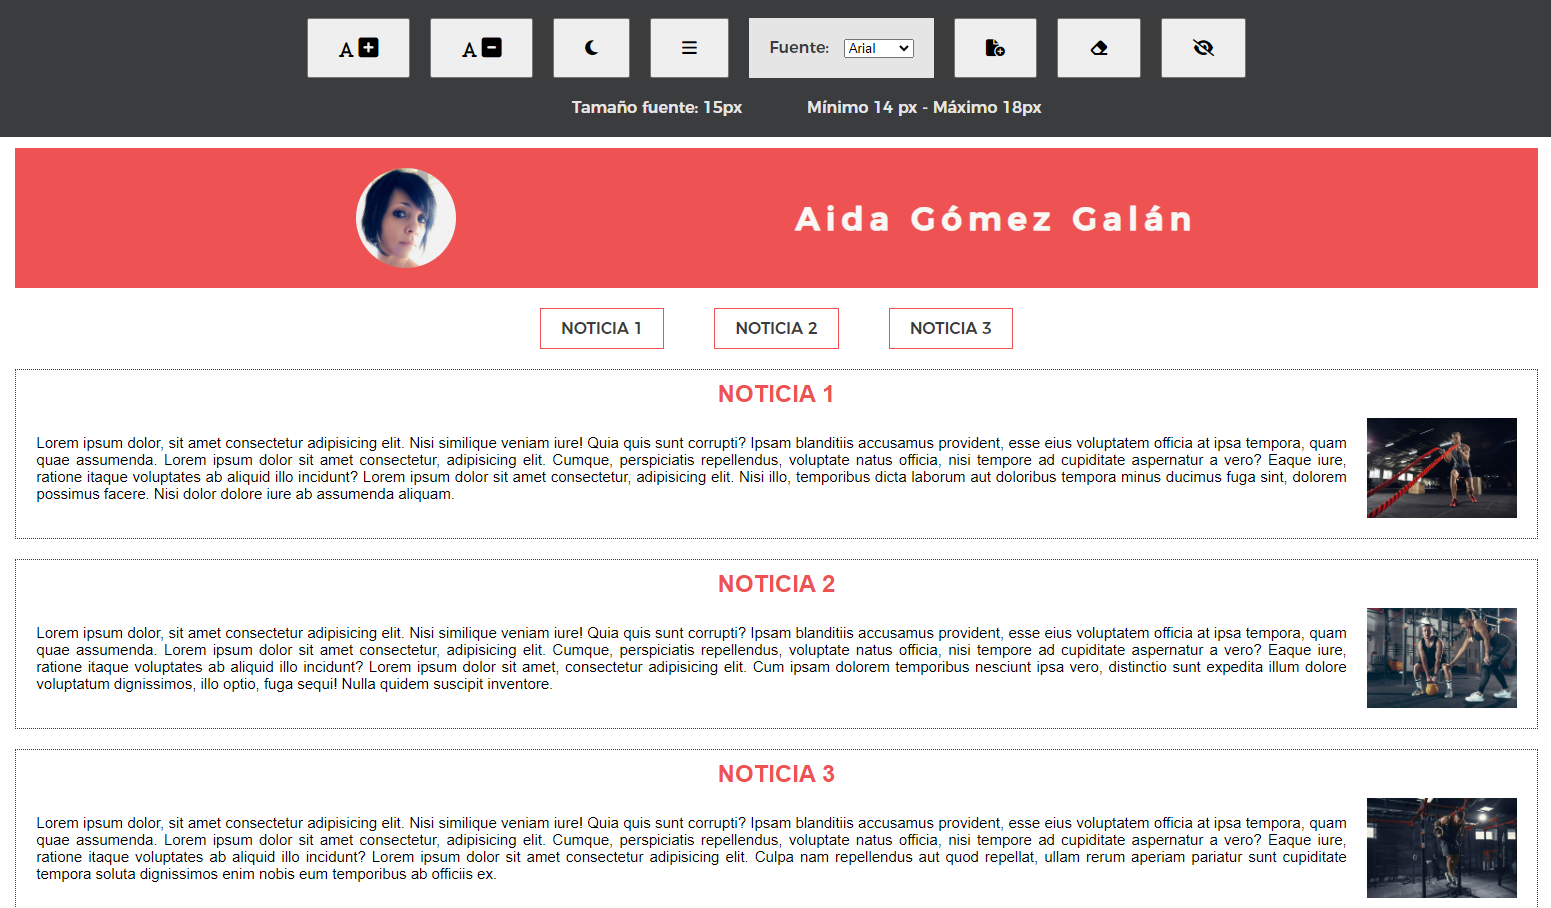 A
A
Fuente: Arial
Tamaño fuente: 15px Mínimo 14 px - Máximo 18px
Aida Gómez Galán
NOTICIA 1 NOTICIA 2 NOTICIA 3
NOTICIA 1
Lorem ipsum dolor, sit amet consectetur adipisicing elit. Nisi similique veniam iure! Quia quis sunt corrupti? Ipsam blanditiis accusamus provident, esse eius voluptatem officia at ipsa tempora, quam
quae assumenda. Lorem ipsum dolor sit amet consectetur, adipisicing elit. Cumque, perspiciatis repellendus, voluptate natus officia, nisi tempore ad cupiditate aspernatur a vero? Eaque iure,
ratione itaque voluptates ab aliquid illo incidunt? Lorem ipsum dolor sit amet consectetur, adipisicing elit. Nisi illo, temporibus dicta laborum aut doloribus tempora minus ducimus fuga sint, dolorem
possimus facere. Nisi dolor dolore iure ab assumenda aliquam.
NOTICIA 2
Lorem ipsum dolor, sit amet consectetur adipisicing elit. Nisi similique veniam iure! Quia quis sunt corrupti? Ipsam blanditiis accusamus provident, esse eius voluptatem officia at ipsa tempora, quam
quae assumenda. Lorem ipsum dolor sit amet consectetur, adipisicing elit. Cumque, perspiciatis repellendus, voluptate natus officia, nisi tempore ad cupiditate aspernatur a vero? Eaque iure,
ratione itaque voluptates ab aliquid illo incidunt? Lorem ipsum dolor sit amet, consectetur adipisicing elit. Cum ipsam dolorem temporibus nesciunt ipsa vero, distinctio sunt expedita illum dolore
voluptatum dignissimos, illo optio, fuga sequi! Nulla quidem suscipit inventore.
NOTICIA 3
Lorem ipsum dolor, sit amet consectetur adipisicing elit. Nisi similique veniam iure! Quia quis sunt corrupti? Ipsam blanditiis accusamus provident, esse eius voluptatem officia at ipsa tempora, quam
quae assumenda. Lorem ipsum dolor sit amet consectetur, adipisicing elit. Cumque, perspiciatis repellendus, voluptate natus officia, nisi tempore ad cupiditate aspernatur a vero? Eaque iure,
ratione itaque voluptates ab aliquid illo incidunt? Lorem ipsum dolor sit amet consectetur adipisicing elit. Culpa nam repellendus aut quod repellat, ullam rerum aperiam pariatur sunt cupiditate
tempora soluta dignissimos enim nobis eum temporibus ab officiis ex.